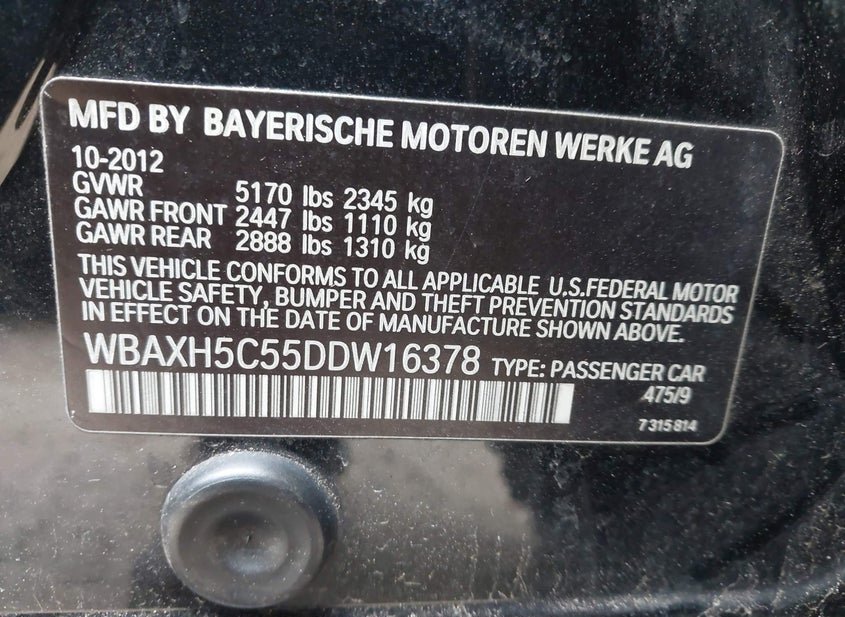 MFD BY BAYERISCHE MOTOREN WERKE AG
10-2012
GVWR 5170 lbs 2345 kg
GAWR FRONT 2447 lbs 1110 kg
GAWR REAR 2888 lbs 1310 kg
THIS VEHICLE CONFORMS TO ALL APPLICABLE U.S.FEDERAL MOTOR
VEHICLE SAFETY, BUMPER AND THEFT PREVENTION STANDARDS
IN EFFECT ON THE DATE OF MANUFACTURE SHOWN ABOVE.
WBAXH5C55DDW16378 TYPE: PASSENGER CAR
475/9
7 315 814